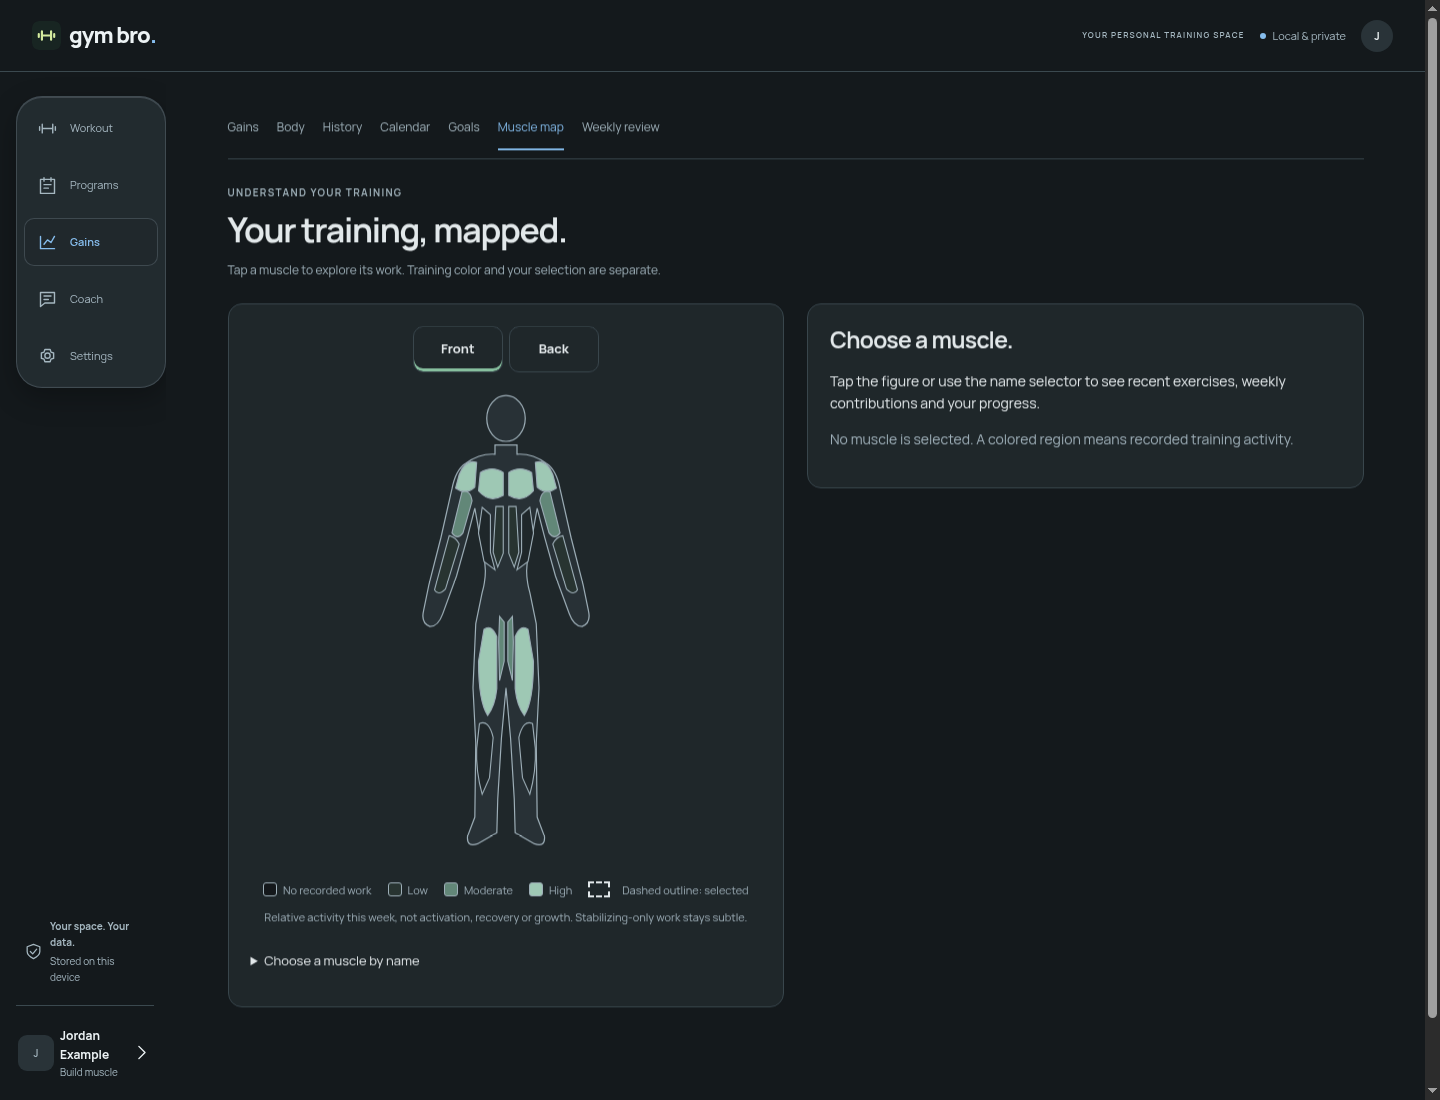 gym bro.
YOUR PERSONAL TRAINING SPACE
Local & private
J
Workout
Programs
Gains
Coach
Settings
Your space. Your
data.
Stored on this
device
J
Jordan
Example
Build muscle
Gains
Body
History
Calendar
Goals
Muscle map
Weekly review
UNDERSTAND YOUR TRAINING
Your training, mapped.
Tap a muscle to explore its work. Training color and your selection are separate.
Front
Back
No recorded work
Low
Moderate
High
Dashed outline: selected
Relative activity this week, not activation, recovery or growth. Stabilizing-only work stays subtle.
Choose a muscle by name
Choose a muscle.
Tap the figure or use the name selector to see recent exercises, weekly
contributions and your progress.
No muscle is selected. A colored region means recorded training activity.